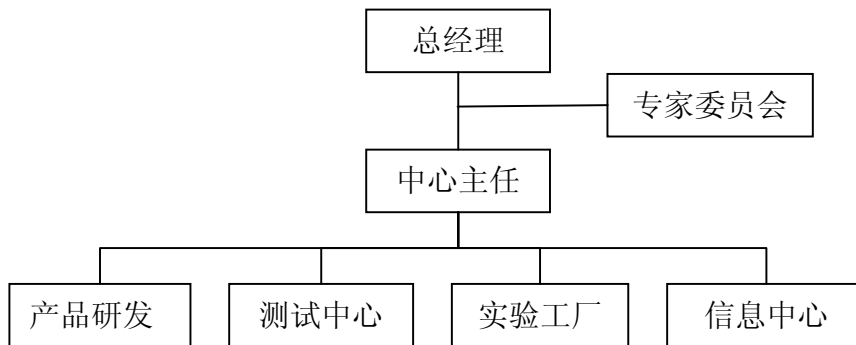 总经理
专家委员会
中心主任
产品研发
测试中心
实验工厂
信息中心